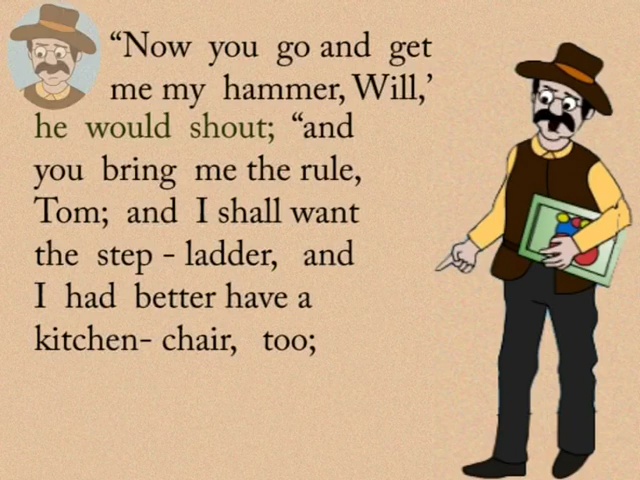 “Now you go and get
me my hammer, Will,’
he would shout; “and
you bring me the rule,
Tom; and I shall want
the step - ladder, and
I had better have a
kitchen- chair, too;